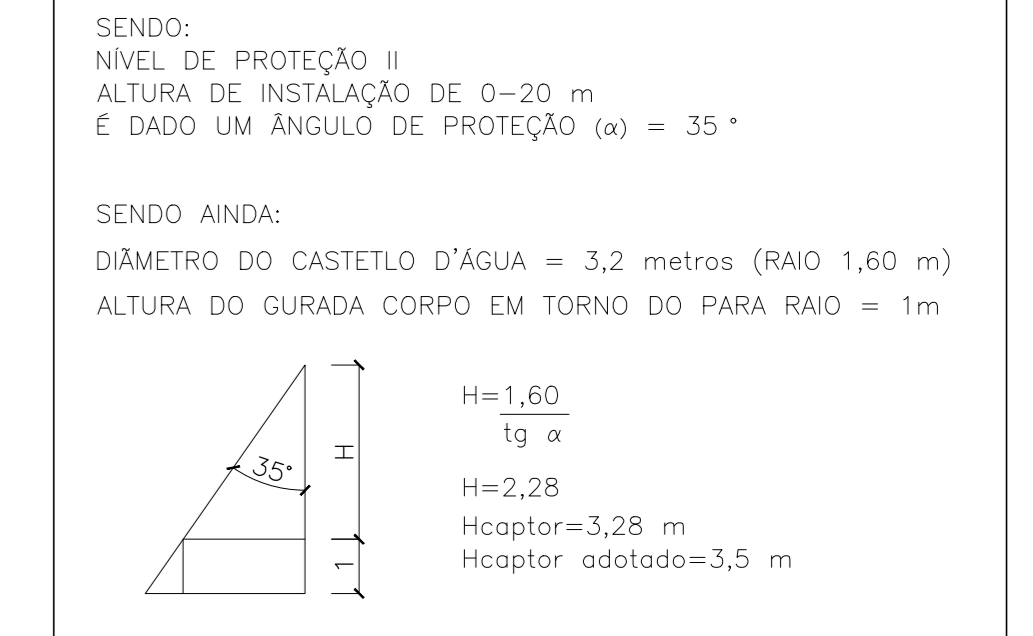 SENDO:
NÍVEL DE PROTEÇÃO II
ALTURA DE INSTALAÇÃO DE 0-20 m
É DADO UM ÂNGULO DE PROTEÇÃO (α) = 35 °
SENDO AINDA:
DIÃMETRO DO CASTETLO D'ÁGUA = 3,2 metros (RAIO 1,60 m)
ALTURA DO GURADA CORPO EM TORNO DO PARA RAIO = 1m
35°
H
1
H=1,60
tg α
H=2,28
Hcaptor=3,28 m
Hcaptor adotado=3,5 m